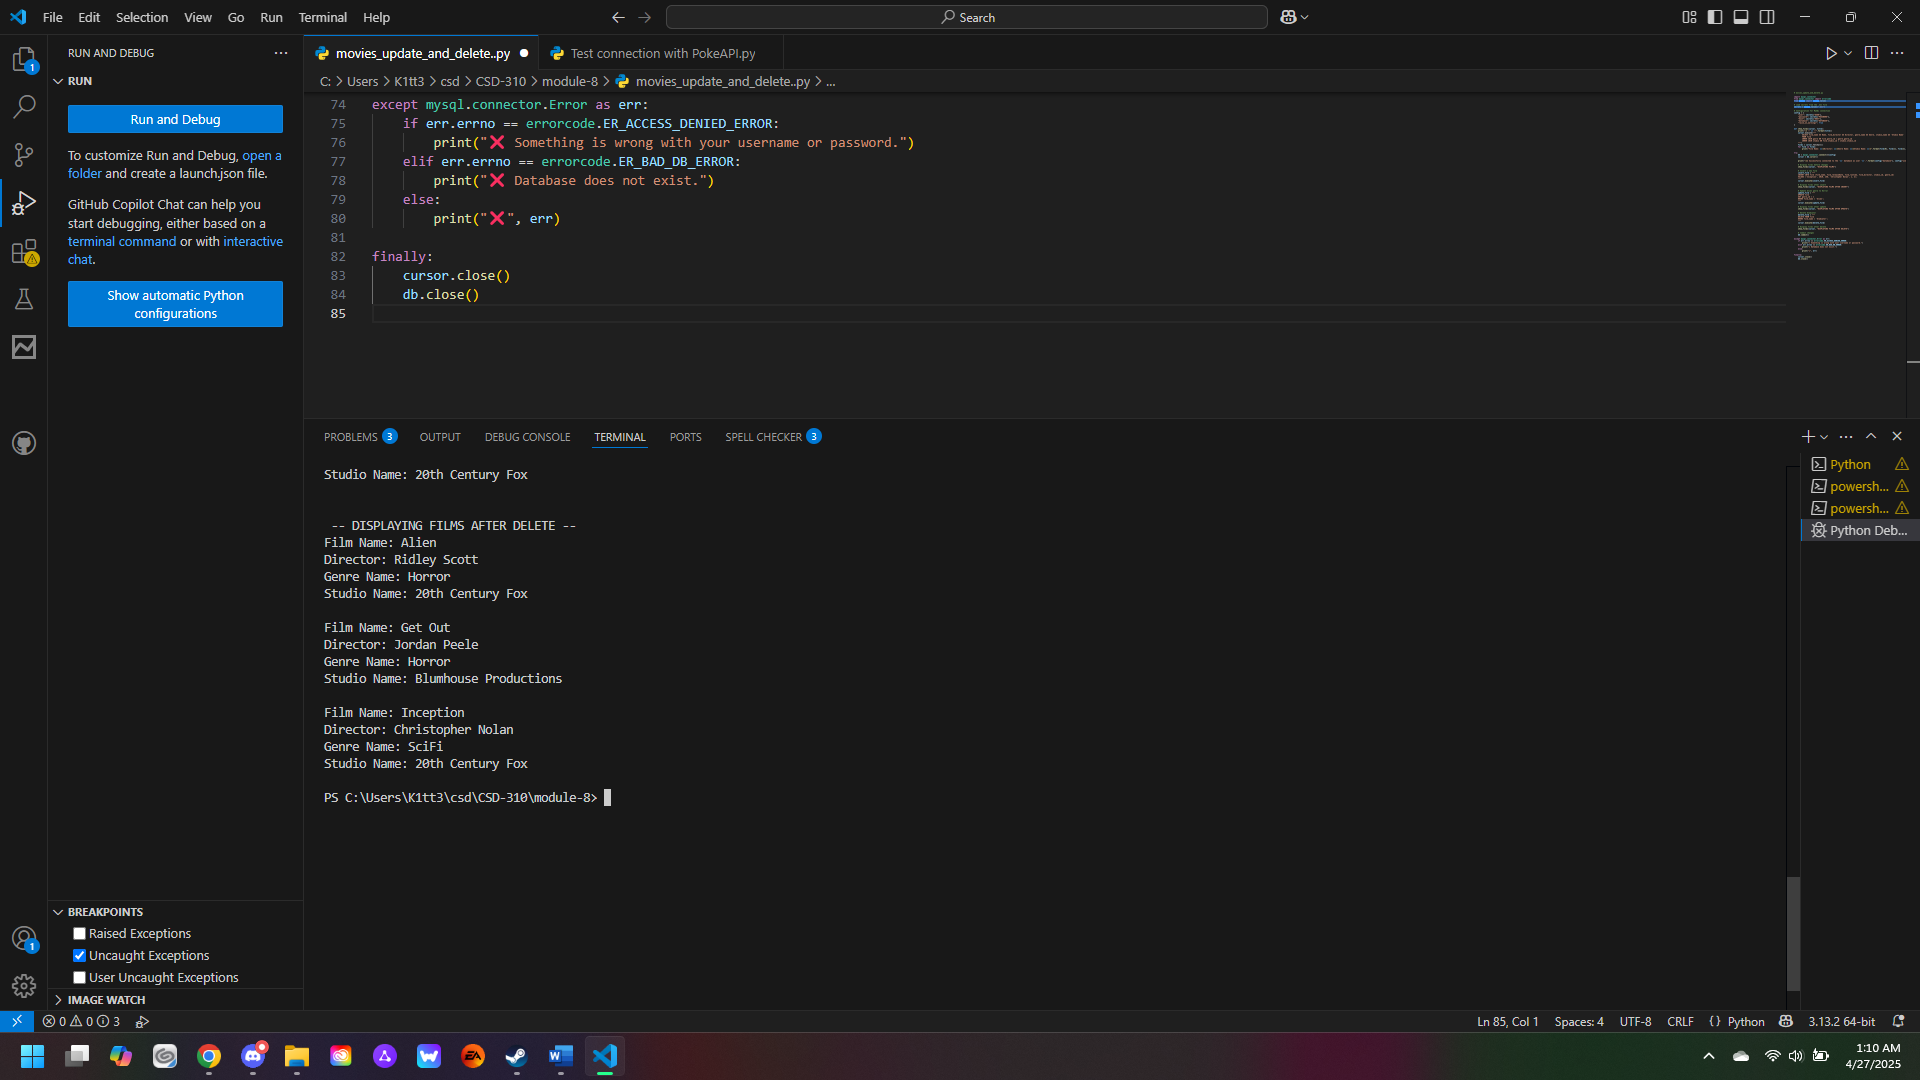 File Edit Selection View Go Run Terminal Help
Search
RUN AND DEBUG
RUN
Run and Debug
To customize Run and Debug, open a
folder and create a launch.json file.
GitHub Copilot Chat can help you
start debugging, either based on a
terminal command or with interactive
chat.
Show automatic Python
configurations
BREAKPOINTS
Raised Exceptions
Uncaught Exceptions
User Uncaught Exceptions
IMAGE WATCH
1
1
movies_update_and_delete..py
Test connection with PokeAPI.py
C: > Users > K1tt3 > csd > CSD-310 > module-8 > movies_update_and_delete..py > ...
74 except mysql.connector.Error as err:
75 if err.errno == errorcode.ER_ACCESS_DENIED_ERROR:
76 print("❌ Something is wrong with your username or password.")
77 elif err.errno == errorcode.ER_BAD_DB_ERROR:
78 print("❌ Database does not exist.")
79 else:
80 print("❌", err)
81
82 finally:
83 cursor.close()
84 db.close()
85
PROBLEMS 3 OUTPUT DEBUG CONSOLE TERMINAL PORTS SPELL CHECKER 3
Studio Name: 20th Century Fox
-- DISPLAYING FILMS AFTER DELETE --
Film Name: Alien
Director: Ridley Scott
Genre Name: Horror
Studio Name: 20th Century Fox
Film Name: Get Out
Director: Jordan Peele
Genre Name: Horror
Studio Name: Blumhouse Productions
Film Name: Inception
Director: Christopher Nolan
Genre Name: SciFi
Studio Name: 20th Century Fox
PS C:\Users\K1tt3\csd\CSD-310\module-8>
Python
powersh...
powersh...
Python Deb...
0 0 3
Ln 85, Col 1 Spaces: 4 UTF-8 CRLF {} Python 3.13.2 64-bit
EA
W
1:10 AM
4/27/2025